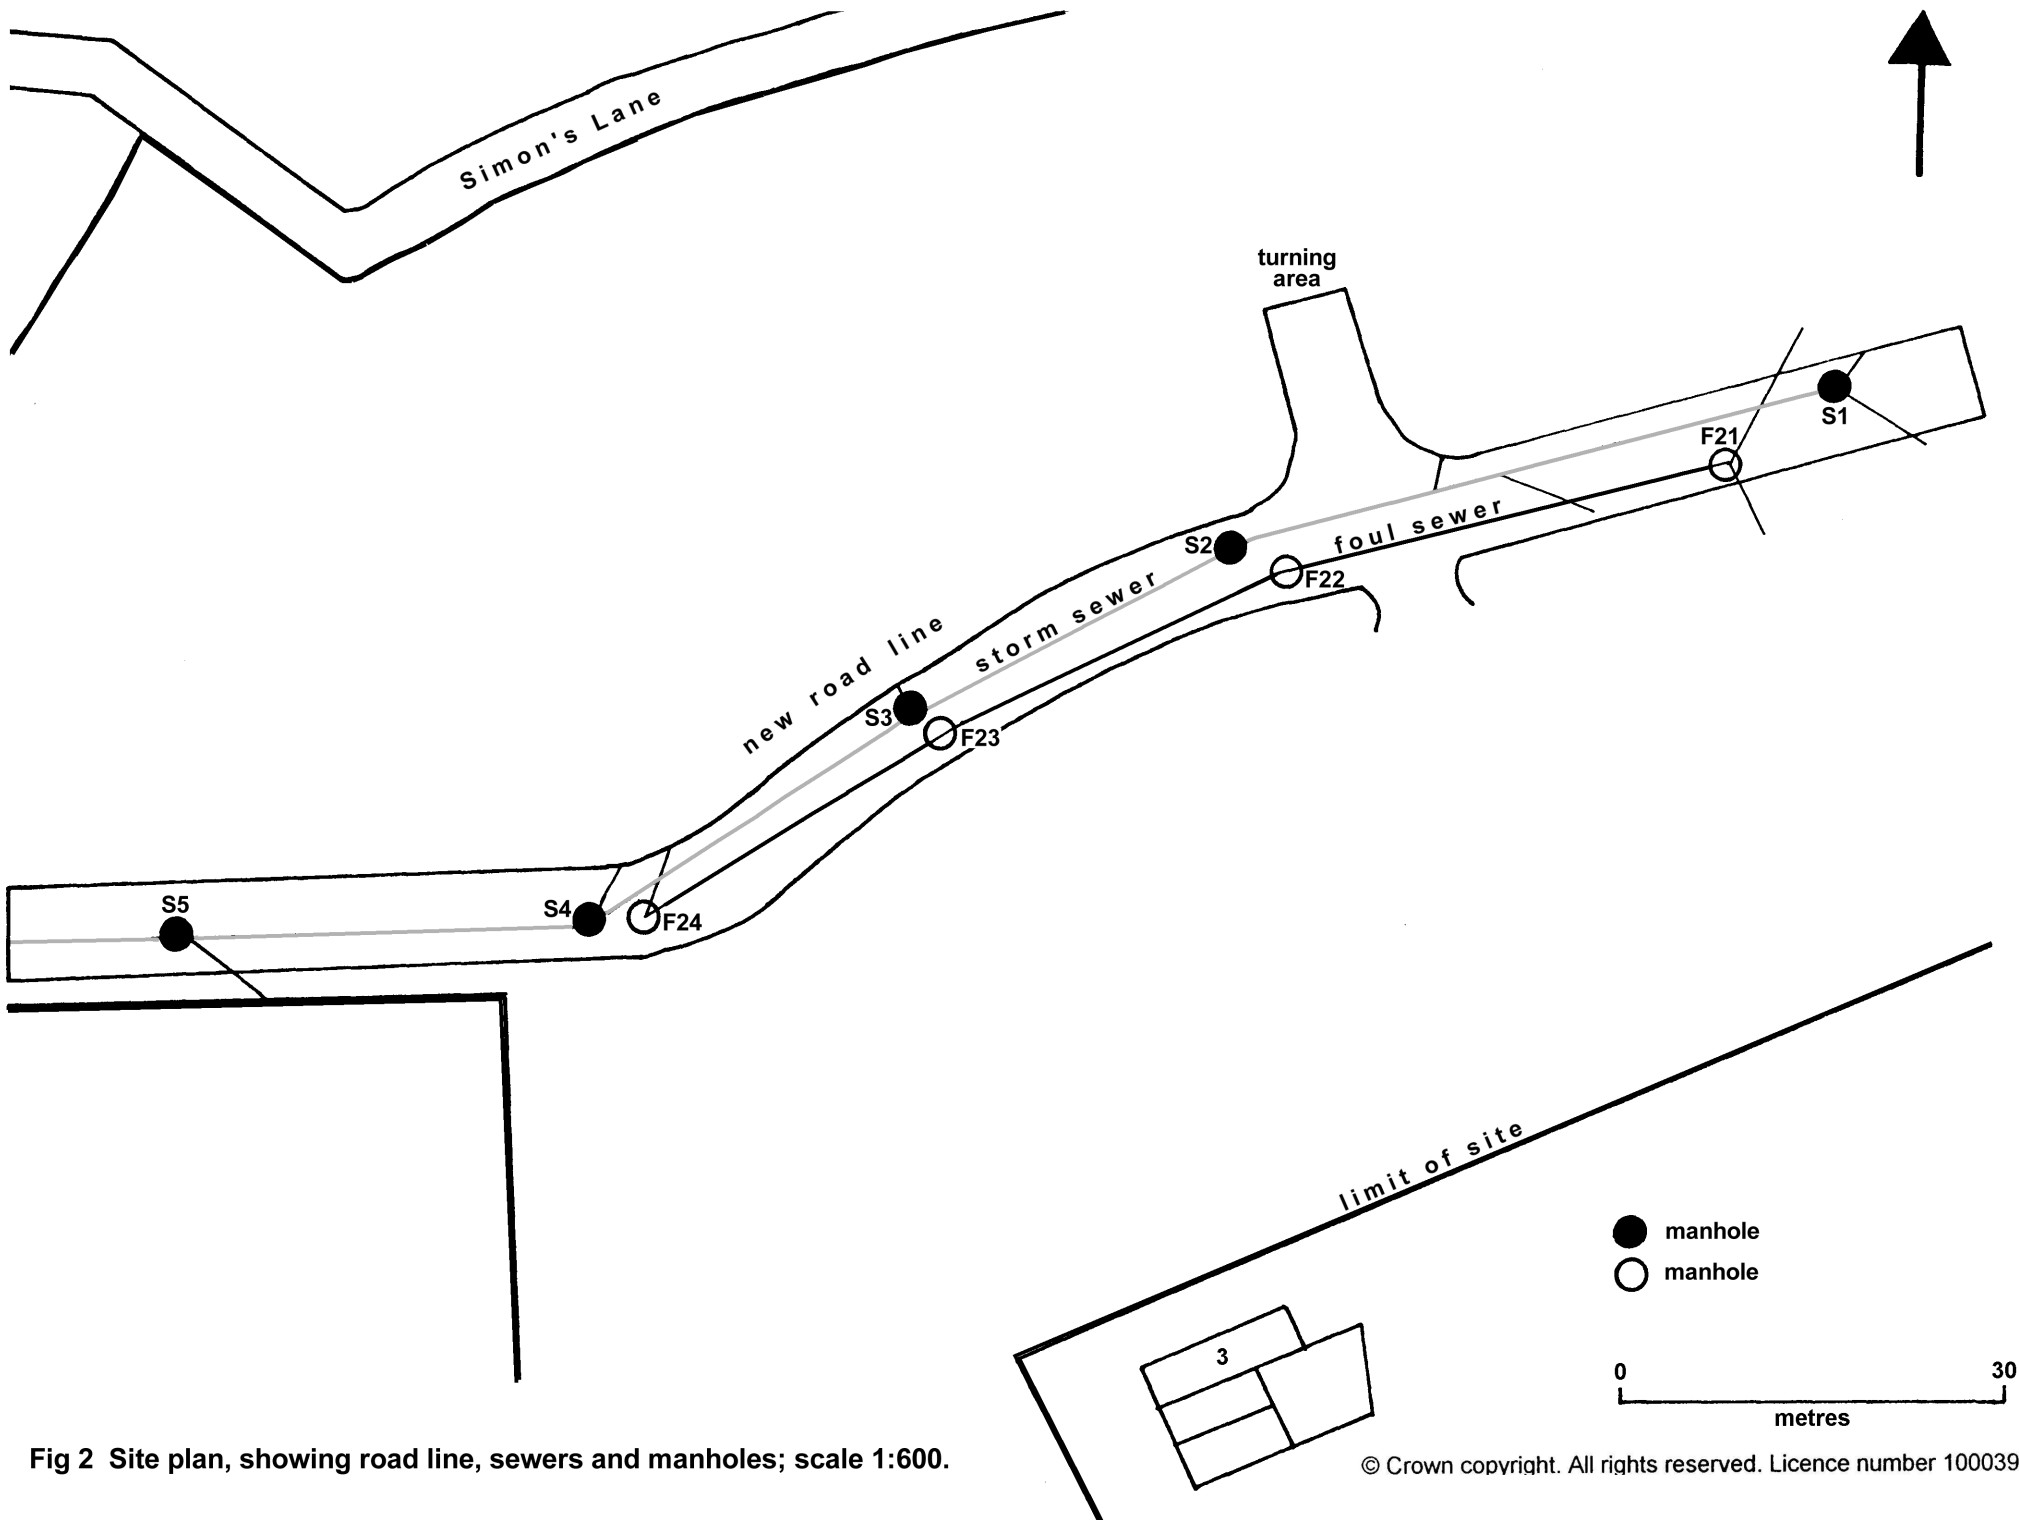 Simon's Lane
turning
area
S1
F21
foul sewer
S2
F22
storm sewer
new road line
S3
F23
S5
S4
F24
limit of site
manhole
manhole
3
0 30
metres
Fig 2 Site plan, showing road line, sewers and manholes; scale 1:600.
© Crown copyright. All rights reserved. Licence number 100039